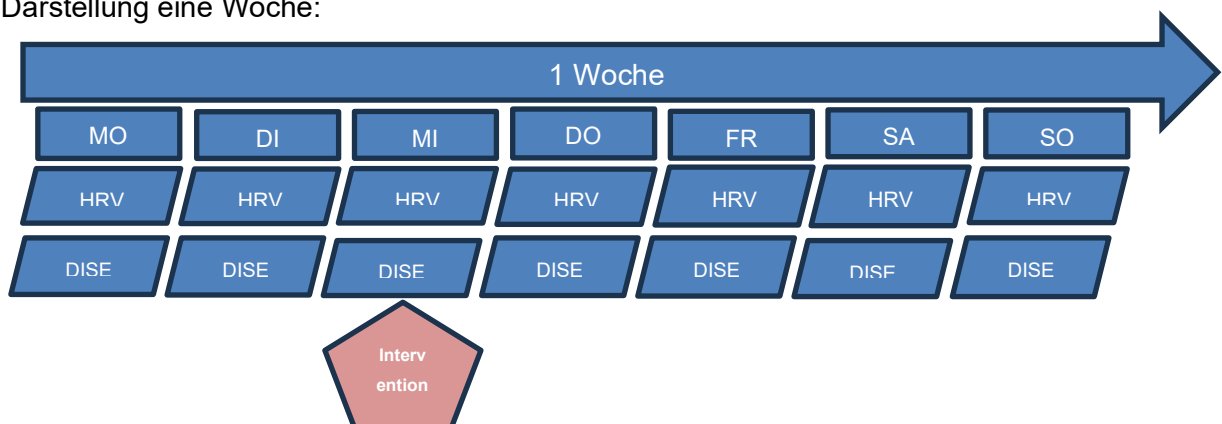 Darstellung eine Woche:
1 Woche
MO DI MI DO FR SA SO
HRV HRV HRV HRV HRV HRV HRV
DISE DISE DISE DISE DISE DISE DISE
Interv
ention